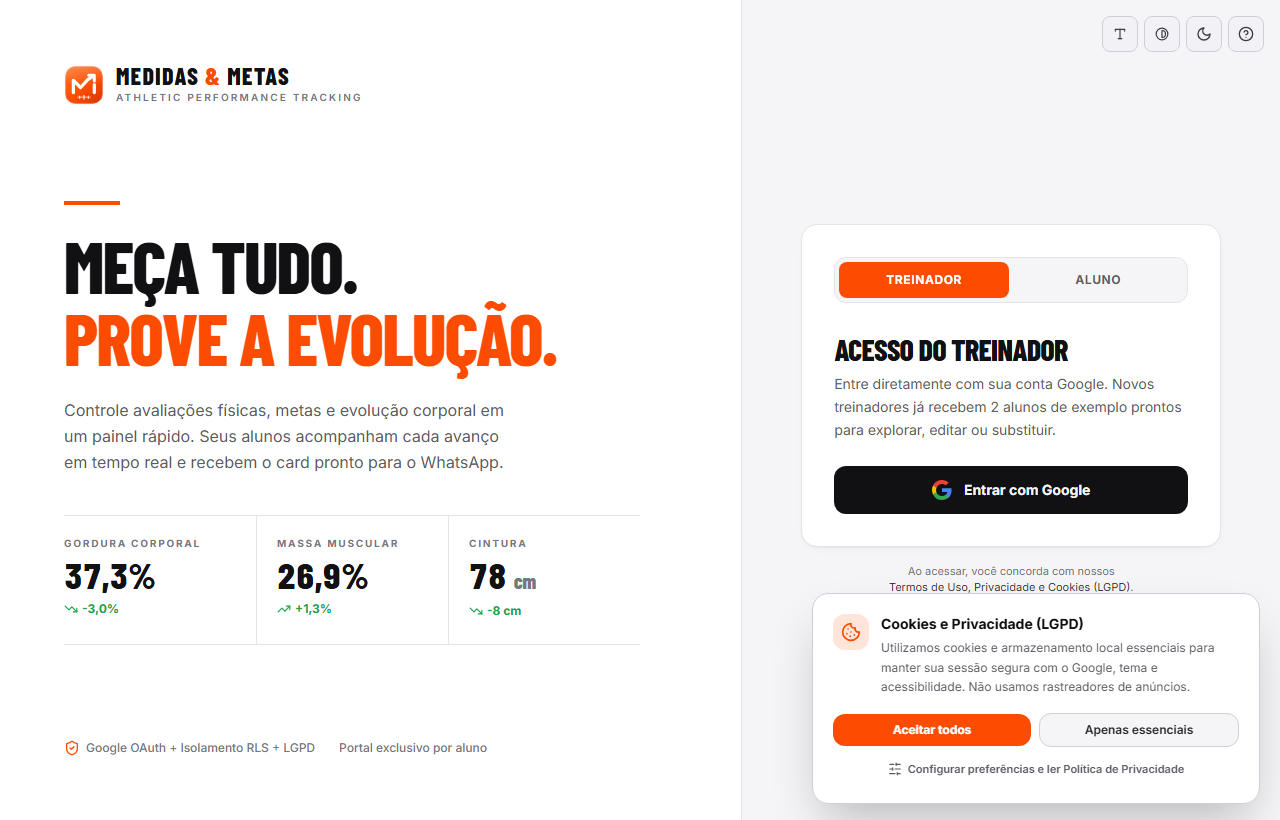 MEDIDAS & METAS
ATHLETIC PERFORMANCE TRACKING
MEÇA TUDO.
PROVE A EVOLUÇÃO.
Controle avaliações físicas, metas e evolução corporal em
um painel rápido. Seus alunos acompanham cada avanço
em tempo real e recebem o card pronto para o WhatsApp.
GORDURA CORPORAL
37,3%
-3,0%
MASSA MUSCULAR
26,9%
+1,3%
CINTURA
78 cm
-8 cm
Google OAuth + Isolamento RLS + LGPD
Portal exclusivo por aluno
TREINADOR
ALUNO
ACESSO DO TREINADOR
Entre diretamente com sua conta Google. Novos
treinadores já recebem 2 alunos de exemplo prontos
para explorar, editar ou substituir.
Entrar com Google
Ao acessar, você concorda com nossos
Termos de Uso, Privacidade e Cookies (LGPD).
Cookies e Privacidade (LGPD)
Utilizamos cookies e armazenamento local essenciais para
manter sua sessão segura com o Google, tema e
acessibilidade. Não usamos rastreadores de anúncios.
Aceitar todos
Apenas essenciais
Configurar preferências e ler Política de Privacidade